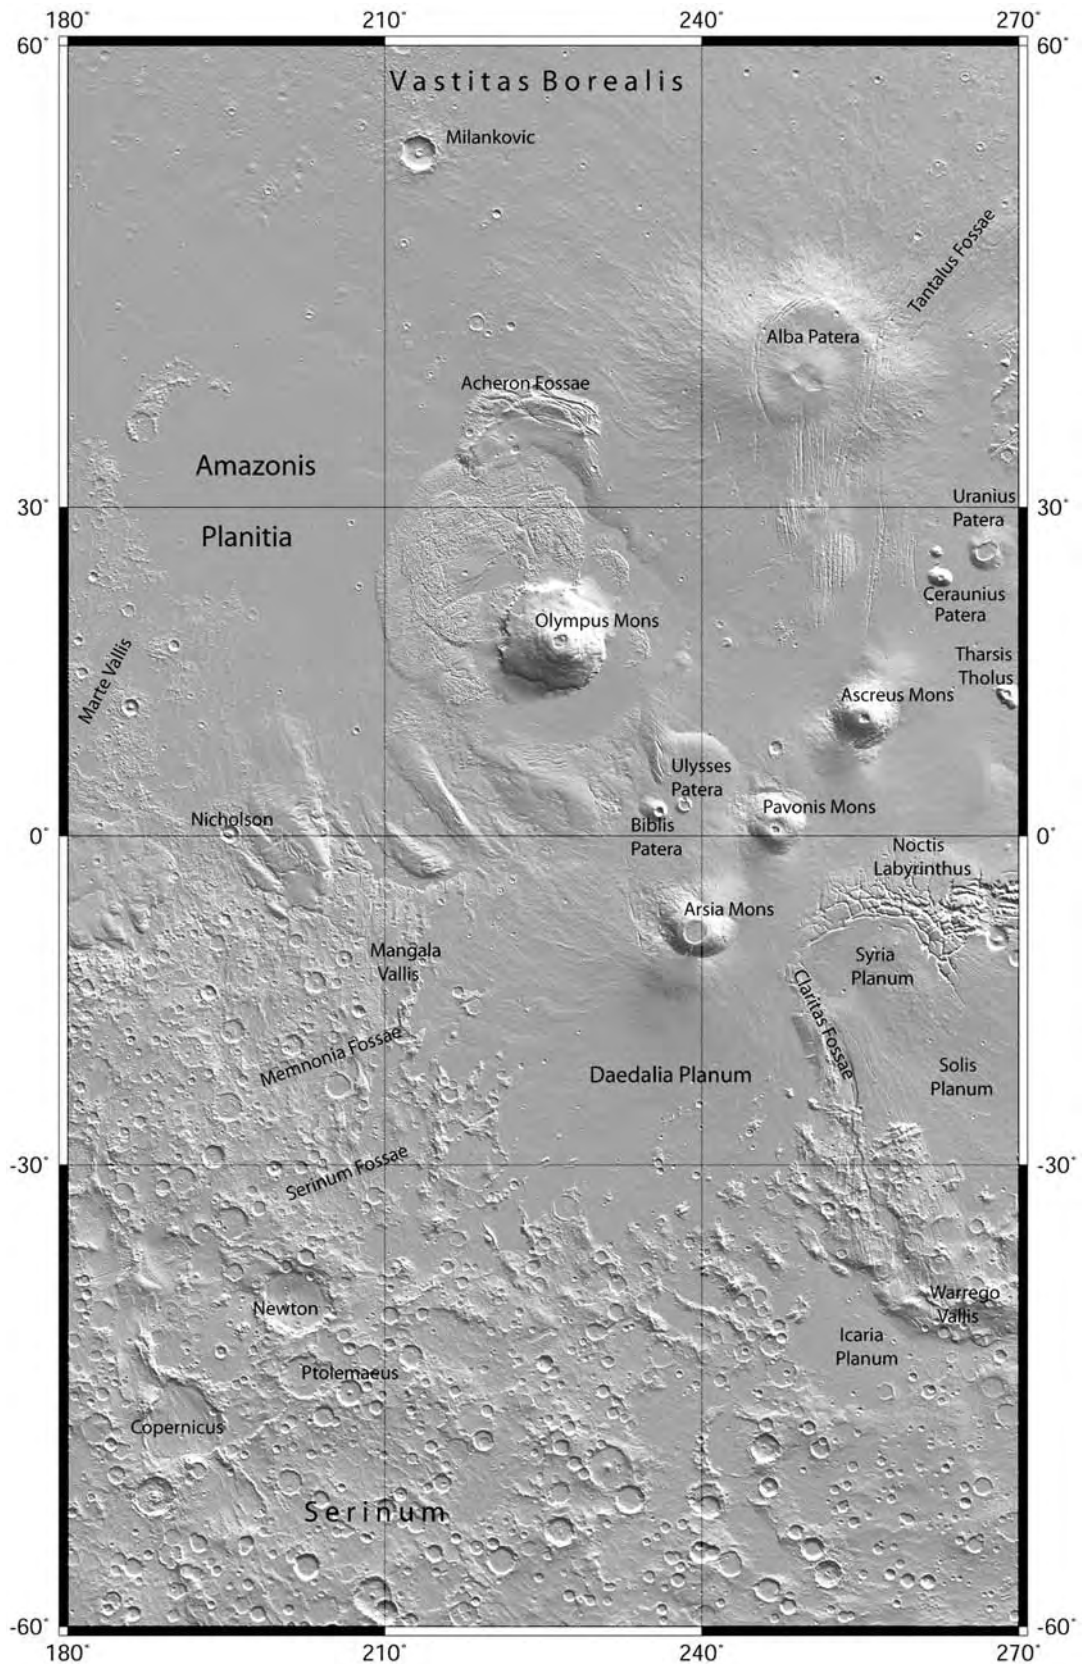 180° 210° 240° 270°
60° 60°
Vastitas Borealis
Milankovic
Tantalus Fossae
Alba Patera
Acheron Fossae
Amazonis
30° 30°
Uranius
Patera
Planitia
Ceraunius
Patera
Olympus Mons
Marte Vallis
Tharsis
Tholus
Ascreus Mons
Ulysses
Patera
Pavonis Mons
Nicholson
Biblis
Patera
0° 0°
Noctis
Labyrinthus
Arsia Mons
Mangala
Vallis
Syria
Planum
Claritas Fossae
Memnonia Fossae
Daedalia Planum
Solis
Planum
-30° -30°
Serinum Fossae
Newton
Warrego
Vallis
Icaria
Planum
Ptolemaeus
Copernicus
Serinum
-60° -60°
180° 210° 240° 270°